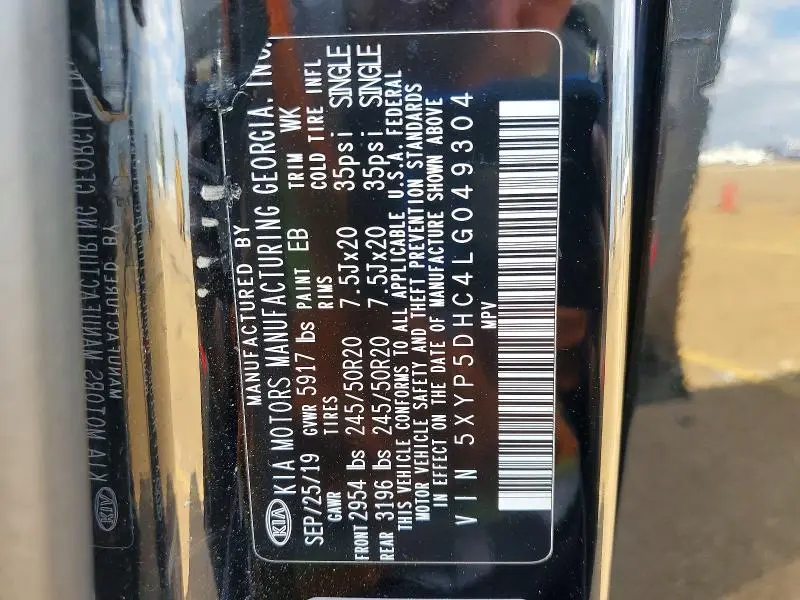 MANUFACTURED BY
KIA KIA MOTORS MANUFACTURING GEORGIA, INC.
SEP/25/19 GVWR 5917 lbs PAINT EB TRIM WK
GAWR TIRES RIMS COLD TIRE INFL
FRONT 2954 lbs 245/50R20 7.5Jx20 35psi SINGLE
REAR 3196 lbs 245/50R20 7.5Jx20 35psi SINGLE
THIS VEHICLE CONFORMS TO ALL APPLICABLE U.S.A. FEDERAL
MOTOR VEHICLE SAFETY AND THEFT PREVENTION STANDARDS
IN EFFECT ON THE DATE OF MANUFACTURE SHOWN ABOVE
VIN 5XYP5DHC4LG049304
MPV